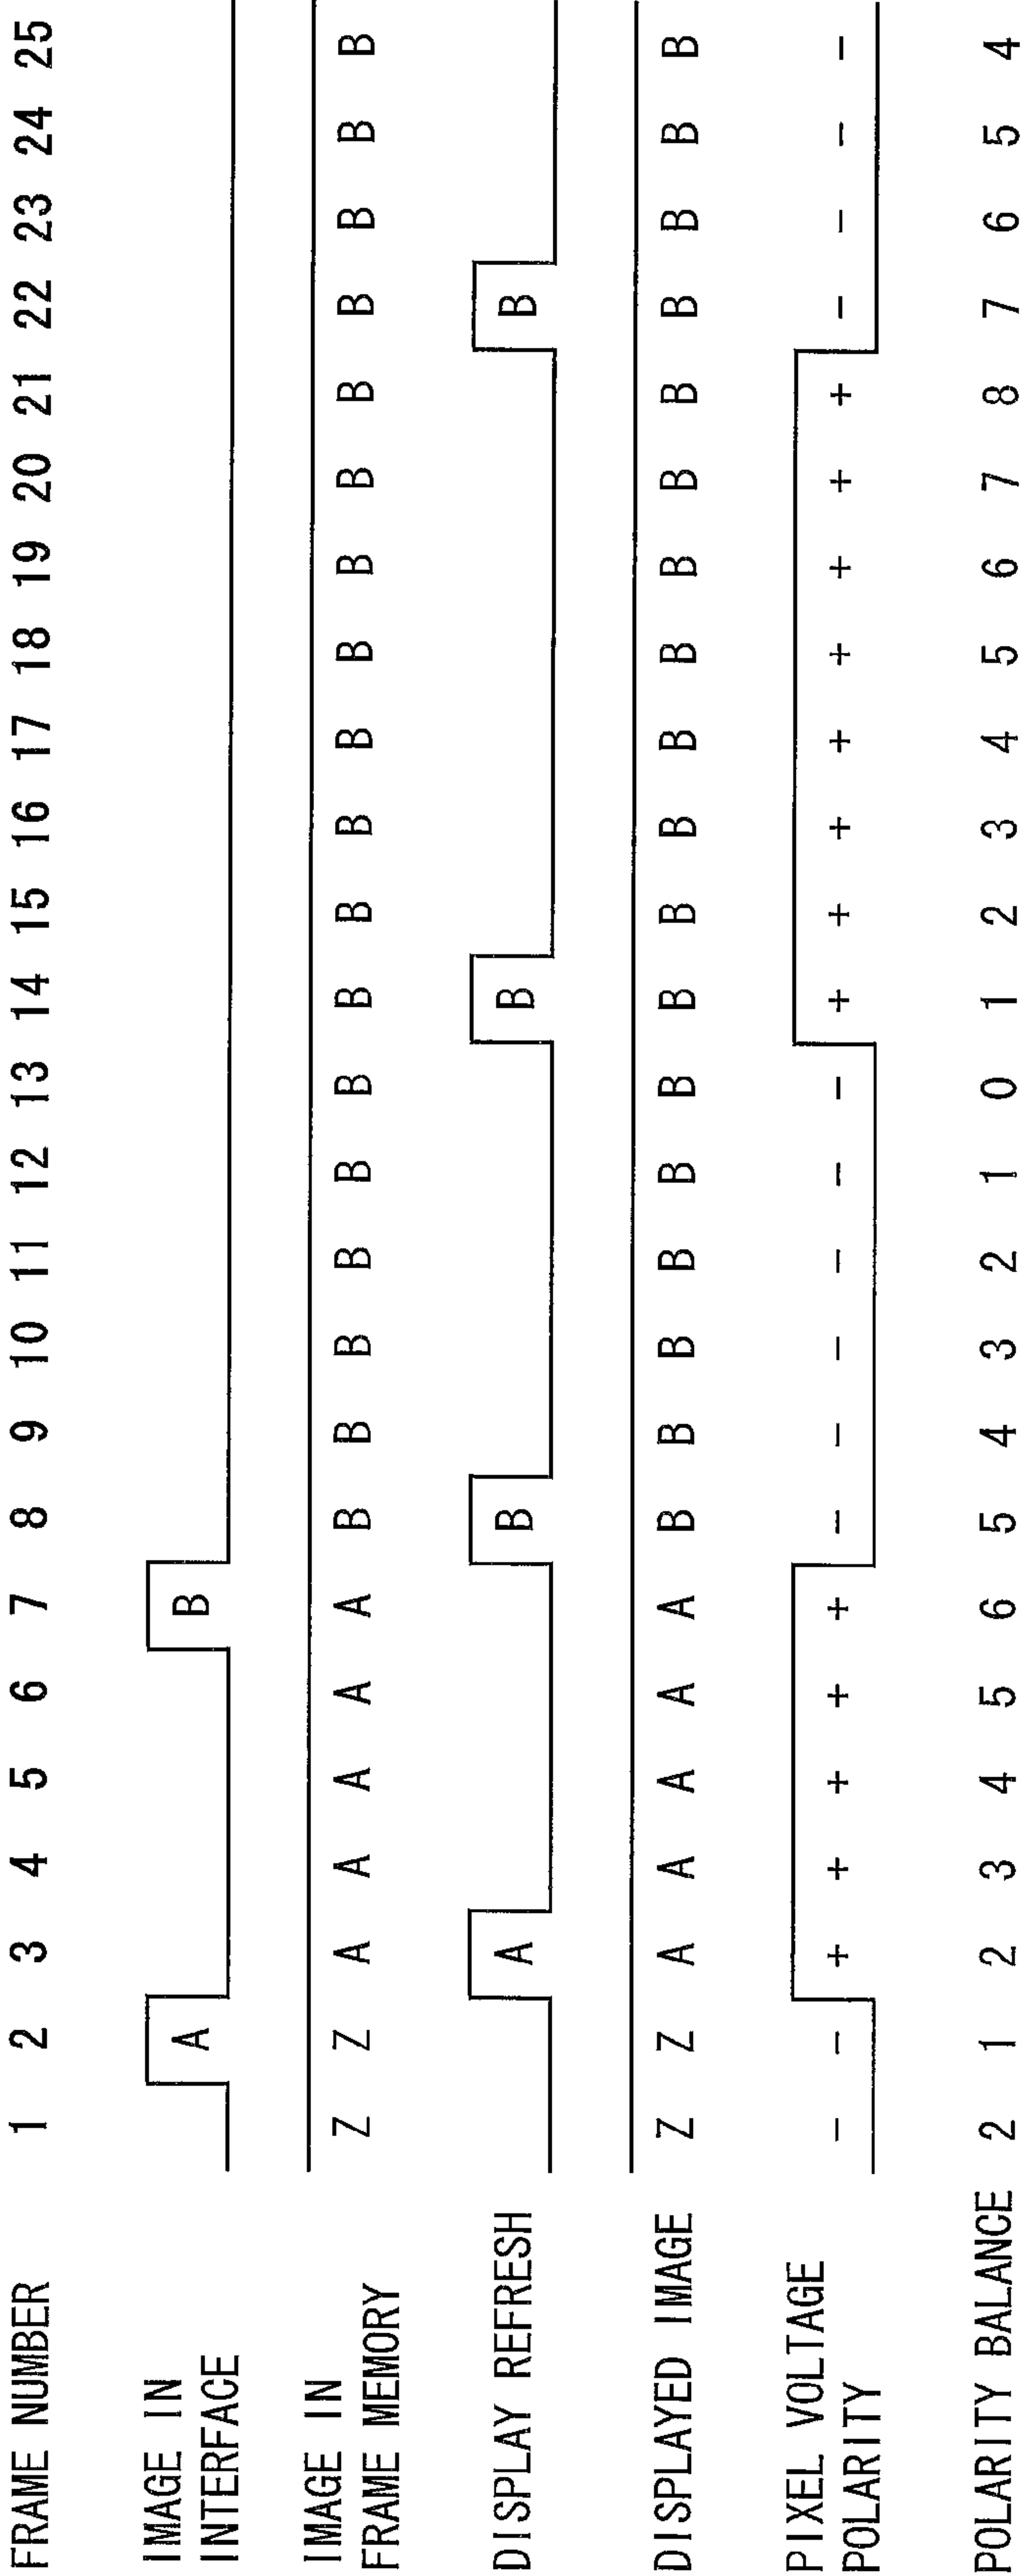 FRAME NUMBER 1 2 3 4 5 6 7 8 9 10 11 12 13 14 15 16 17 18 19 20 21 22 23 24 25
IMAGE IN
INTERFACE A B
IMAGE IN
FRAME MEMORY Z Z A A A A A B B B B B B B B B B B B B B B B B B
DISPLAY REFRESH A B B B
DISPLAYED IMAGE Z Z A A A A A B B B B B B B B B B B B B B B B B B
PIXEL VOLTAGE
POLARITY - - + + + + + - - - - - - + + + + + + + + - - - -
POLARITY BALANCE 2 1 2 3 4 5 6 5 4 3 2 1 0 1 2 3 4 5 6 7 8 7 6 5 4